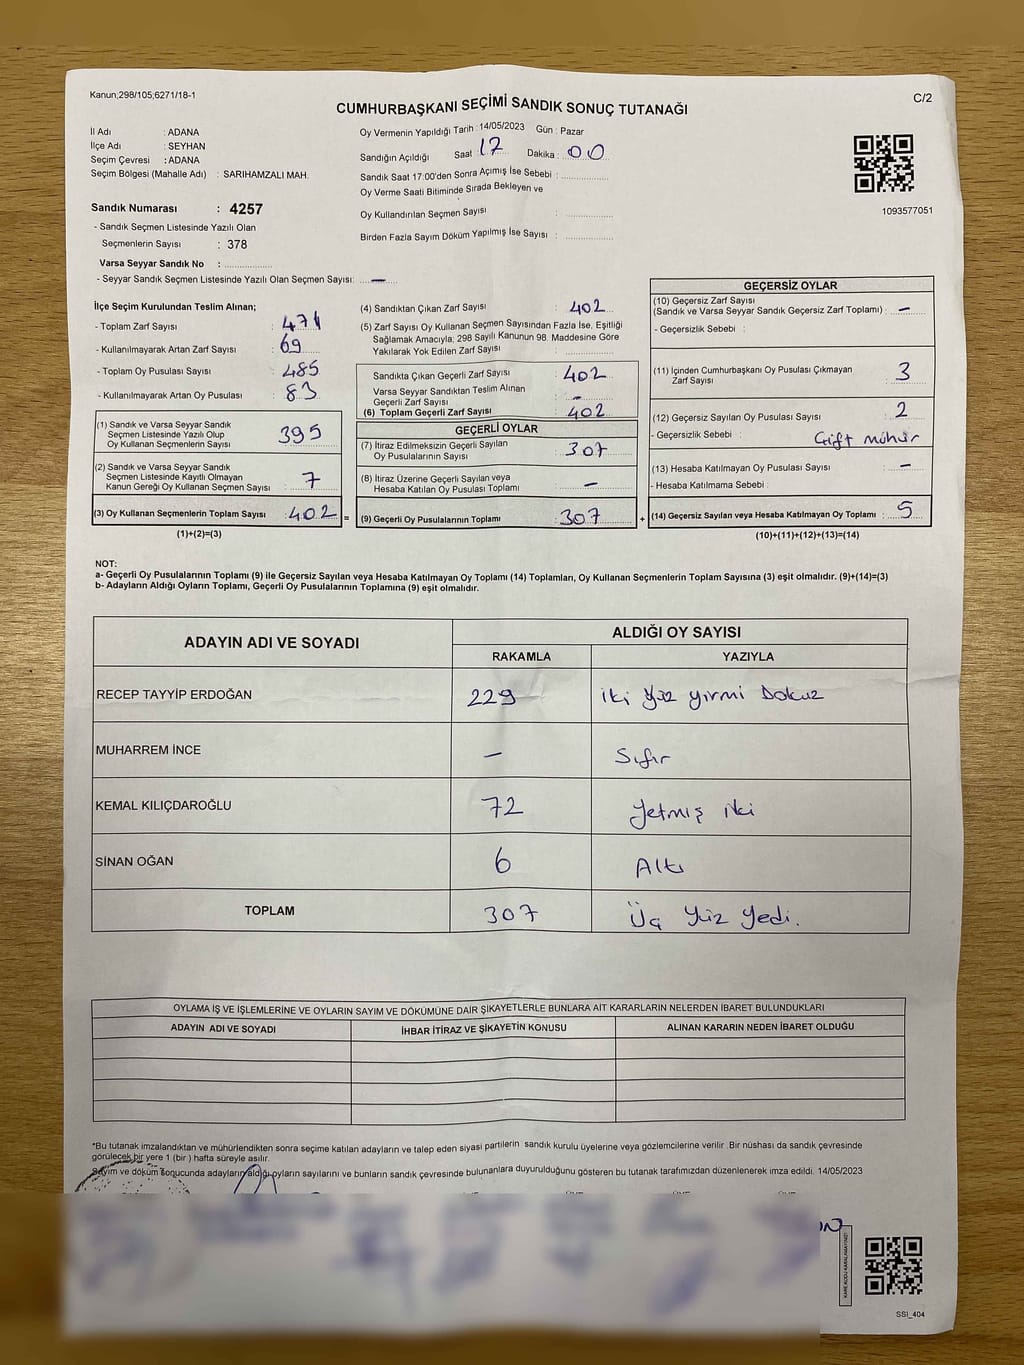 Kanun;298/105;6271/18-1
C/2
CUMHURBAŞKANI SEÇİMİ SANDIK SONUÇ TUTANAĞI
İl Adı : ADANA
İlçe Adı : SEYHAN
Seçim Çevresi : ADANA
Seçim Bölgesi (Mahalle Adı) : SARIHAMZALI MAH.
Sandık Numarası : 4257
- Sandık Seçmen Listesinde Yazılı Olan
Seçmenlerin Sayısı : 378
Varsa Seyyar Sandık No :
- Seyyar Sandık Seçmen Listesinde Yazılı Olan Seçmen Sayısı: —
Oy Vermenin Yapıldığı Tarih : 14/05/2023 Gün : Pazar
Sandığın Açıldığı Saat 17 Dakika : 00
Sandık Saat 17:00'den Sonra Açımış İse Sebebi :
Oy Verme Saati Bitiminde Sırada Bekleyen ve
Oy Kullandırılan Seçmen Sayısı :
Birden Fazla Sayım Döküm Yapılmış İse Sayısı :
1093577051
İlçe Seçim Kurulundan Teslim Alınan;
- Toplam Zarf Sayısı : 471
- Kullanılmayarak Artan Zarf Sayısı : 69
- Toplam Oy Pusulası Sayısı : 485
- Kullanılmayarak Artan Oy Pusulası : 83
(1) Sandık ve Varsa Seyyar Sandık
Seçmen Listesinde Yazılı Olup
Oy Kullanan Seçmenlerin Sayısı : 395
(2) Sandık ve Varsa Seyyar Sandık
Seçmen Listesinde Kayıtlı Olmayan
Kanun Gereği Oy Kullanan Seçmen Sayısı : 7
(3) Oy Kullanan Seçmenlerin Toplam Sayısı : 402 =
(1)+(2)=(3)
(4) Sandıktan Çıkan Zarf Sayısı : 402
(5) Zarf Sayısı Oy Kullanan Seçmen Sayısından Fazla İse, Eşitliği
Sağlamak Amacıyla; 298 Sayılı Kanunun 98. Maddesine Göre
Yakılarak Yok Edilen Zarf Sayısı :
Sandıkta Çıkan Geçerli Zarf Sayısı : 402
Varsa Seyyar Sandıktan Teslim Alınan
Geçerli Zarf Sayısı : -
(6) Toplam Geçerli Zarf Sayısı : 402
GEÇERLİ OYLAR
(7) İtiraz Edilmeksizin Geçerli Sayılan
Oy Pusulalarının Sayısı : 307
(8) İtiraz Üzerine Geçerli Sayılan veya
Hesaba Katılan Oy Pusulası Toplamı : —
(9) Geçerli Oy Pusulalarının Toplamı : 307 +
GEÇERSİZ OYLAR
(10) Geçersiz Zarf Sayısı
(Sandık ve Varsa Seyyar Sandık Geçersiz Zarf Toplamı) : —
- Geçersizlik Sebebi :
(11) İçinden Cumhurbaşkanı Oy Pusulası Çıkmayan
Zarf Sayısı : 3
(12) Geçersiz Sayılan Oy Pusulası Sayısı : 2
- Geçersizlik Sebebi : Çift mühür
(13) Hesaba Katılmayan Oy Pusulası Sayısı : —
- Hesaba Katılmama Sebebi :
(14) Geçersiz Sayılan veya Hesaba Katılmayan Oy Toplamı : 5
(10)+(11)+(12)+(13)=(14)
NOT:
a- Geçerli Oy Pusulalarının Toplamı (9) ile Geçersiz Sayılan veya Hesaba Katılmayan Oy Toplamı (14) Toplamları, Oy Kullanan Seçmenlerin Toplam Sayısına (3) eşit olmalıdır. (9)+(14)=(3)
b- Adayların Aldığı Oyların Toplamı, Geçerli Oy Pusulalarının Toplamına (9) eşit olmalıdır.
ADAYIN ADI VE SOYADI
ALDIĞI OY SAYISI
RAKAMLA YAZIYLA
RECEP TAYYİP ERDOĞAN 229 iki yüz yirmi Dokuz
MUHARREM İNCE — Sıfır
KEMAL KILIÇDAROĞLU 72 Yetmiş iki
SİNAN OĞAN 6 Altı
TOPLAM 307 Üç Yüz Yedi.
OYLAMA İŞ VE İŞLEMLERİNE VE OYLARIN SAYIM VE DÖKÜMÜNE DAİR ŞİKAYETLERLE BUNLARA AİT KARARLARIN NELERDEN İBARET BULUNDUKLARI
ADAYIN ADI VE SOYADI İHBAR İTİRAZ VE ŞİKAYETİN KONUSU ALINAN KARARIN NEDEN İBARET OLDUĞU
*Bu tutanak imzalandıktan ve mühürlendikten sonra seçime katılan adayların ve talep eden siyasi partilerin sandık kurulu üyelerine veya gözlemcilerine verilir. Bir nüshası da sandık çevresinde
görülecek bir yere 1 (bir ) hafta süreyle asılır.
Sayım ve döküm sonucunda adayların aldığı oyların sayılarını ve bunların sandık çevresinde bulunanlara duyurulduğunu gösteren bu tutanak tarafımızdan düzenlenerek imza edildi. 14/05/2023
SSI_404